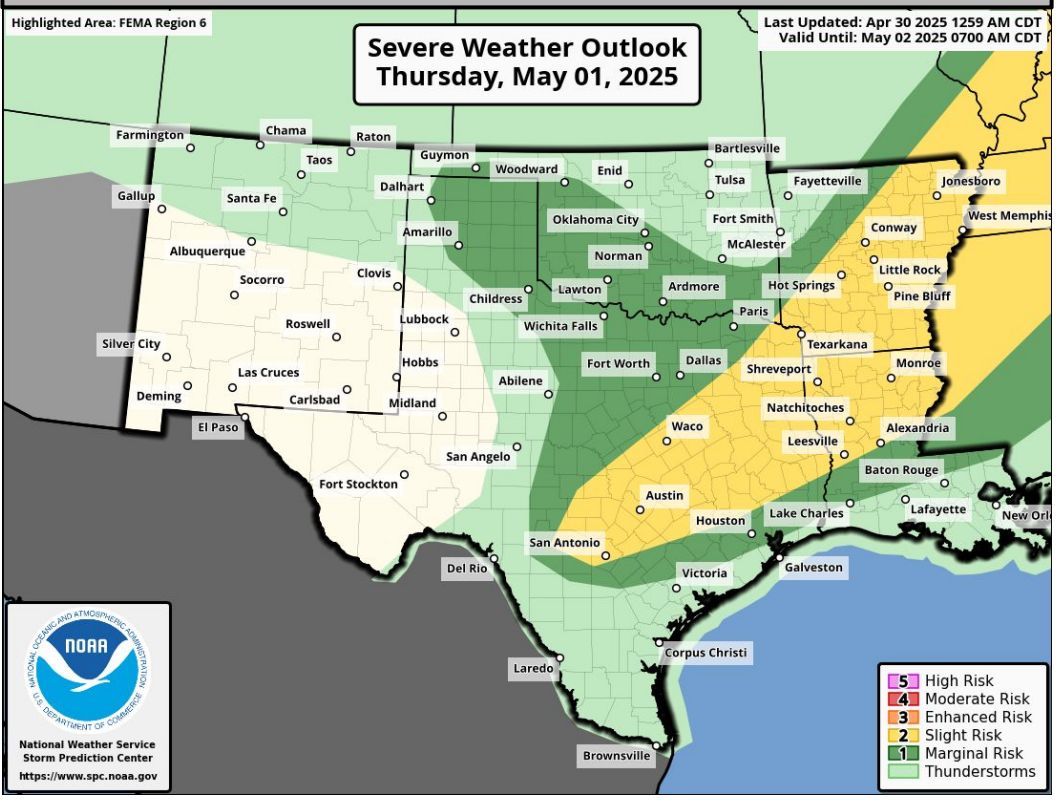 Highlighted Area: FEMA Region 6
Last Updated: Apr 30 2025 1259 AM CDT
Valid Until: May 02 2025 0700 AM CDT
Severe Weather Outlook
Thursday, May 01, 2025
Farmington
Chama
Raton
Taos
Guymon
Woodward
Enid
Bartlesville
Tulsa
Fayetteville
Jonesboro
Gallup
Santa Fe
Dalhart
Oklahoma City
Fort Smith
West Memphis
Albuquerque
Amarillo
Norman
McAlester
Conway
Socorro
Clovis
Childress
Lawton
Ardmore
Hot Springs
Little Rock
Pine Bluff
Roswell
Lubbock
Wichita Falls
Paris
Texarkana
Silver City
Las Cruces
Hobbs
Abilene
Fort Worth
Dallas
Shreveport
Monroe
Deming
Carlsbad
Midland
Natchitoches
El Paso
San Angelo
Waco
Leesville
Alexandria
Fort Stockton
Baton Rouge
Austin
Houston
Lake Charles
Lafayette
New Orl
San Antonio
Del Rio
Victoria
Galveston
Laredo
Corpus Christi
Brownsville
NATIONAL OCEANIC AND ATMOSPHERIC ADMINISTRATION
NOAA
U.S. DEPARTMENT OF COMMERCE
National Weather Service
Storm Prediction Center
https://www.spc.noaa.gov
5 High Risk
4 Moderate Risk
3 Enhanced Risk
2 Slight Risk
1 Marginal Risk
Thunderstorms